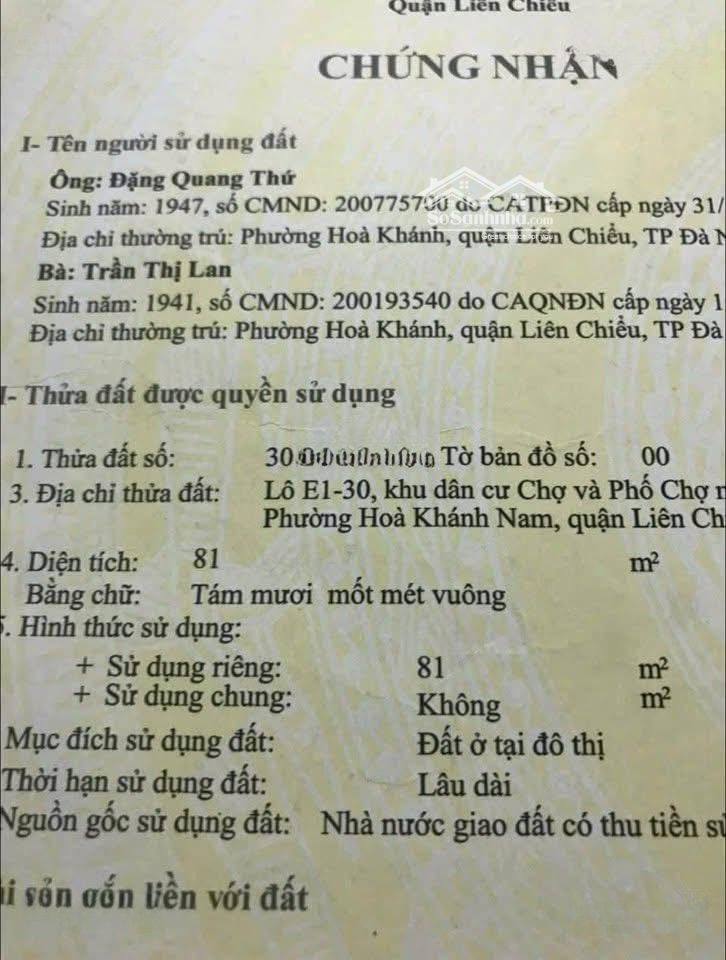 Quận Liên Chiểu
CHỨNG NHẬN
I- Tên người sử dụng đất
Ông: Đặng Quang Thứ
Sinh năm: 1947, số CMND: 200775700 do CATPĐN cấp ngày 31/
SoSanhnha.com
Địa chỉ thường trú: Phường Hoà Khánh, quận Liên Chiểu, TP Đà N
Bà: Trần Thị Lan
Sinh năm: 1941, số CMND: 200193540 do CAQNĐN cấp ngày 1
Địa chỉ thường trú: Phường Hoà Khánh, quận Liên Chiểu, TP Đà
I- Thửa đất được quyền sử dụng
1. Thửa đất số: 30 Tờ bản đồ số: 00
3. Địa chỉ thửa đất: Lô E1-30, khu dân cư Chợ và Phố Chợ
Phường Hoà Khánh Nam, quận Liên Ch
4. Diện tích: 81 m²
Bằng chữ: Tám mươi mốt mét vuông
5. Hình thức sử dụng:
+ Sử dụng riêng: 81 m²
+ Sử dụng chung: Không m²
Mục đích sử dụng đất: Đất ở tại đô thị
Thời hạn sử dụng đất: Lâu dài
Nguồn gốc sử dụng đất: Nhà nước giao đất có thu tiền sử
ài sản gắn liền với đất